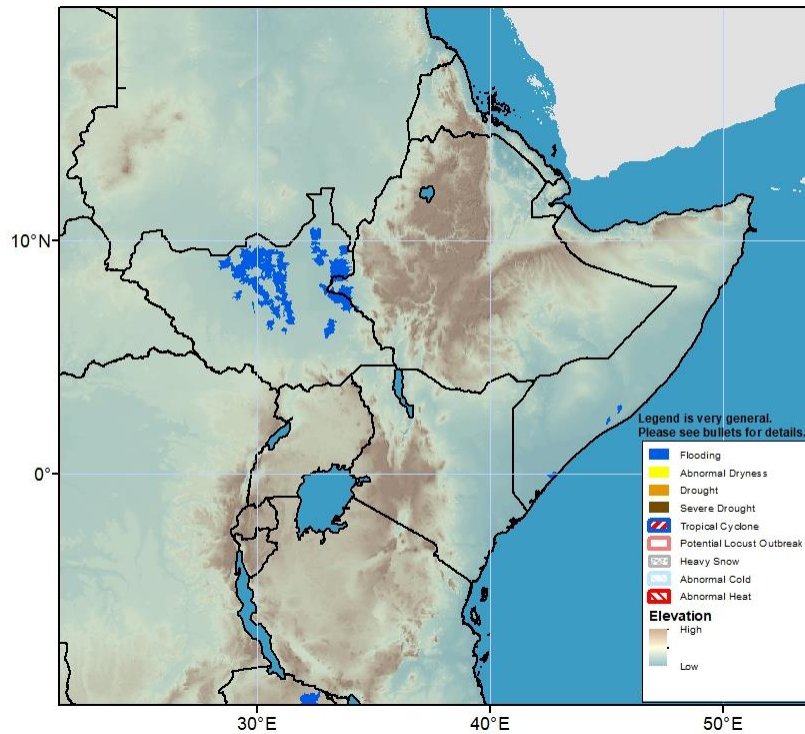 10°N
0°
30°E
40°E
50°E
Legend is very general.
Please see bullets for details.
Flooding
Abnormal Dryness
Drought
Severe Drought
Tropical Cyclone
Potential Locust Outbreak
Heavy Snow
Abnormal Cold
Abnormal Heat
Elevation
High
Low